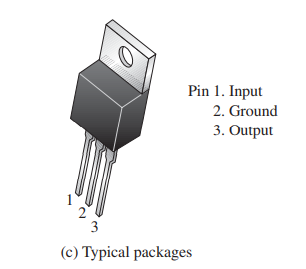 Pin 1. Input
2. Ground
3. Output
1
2
3
(c) Typical packages